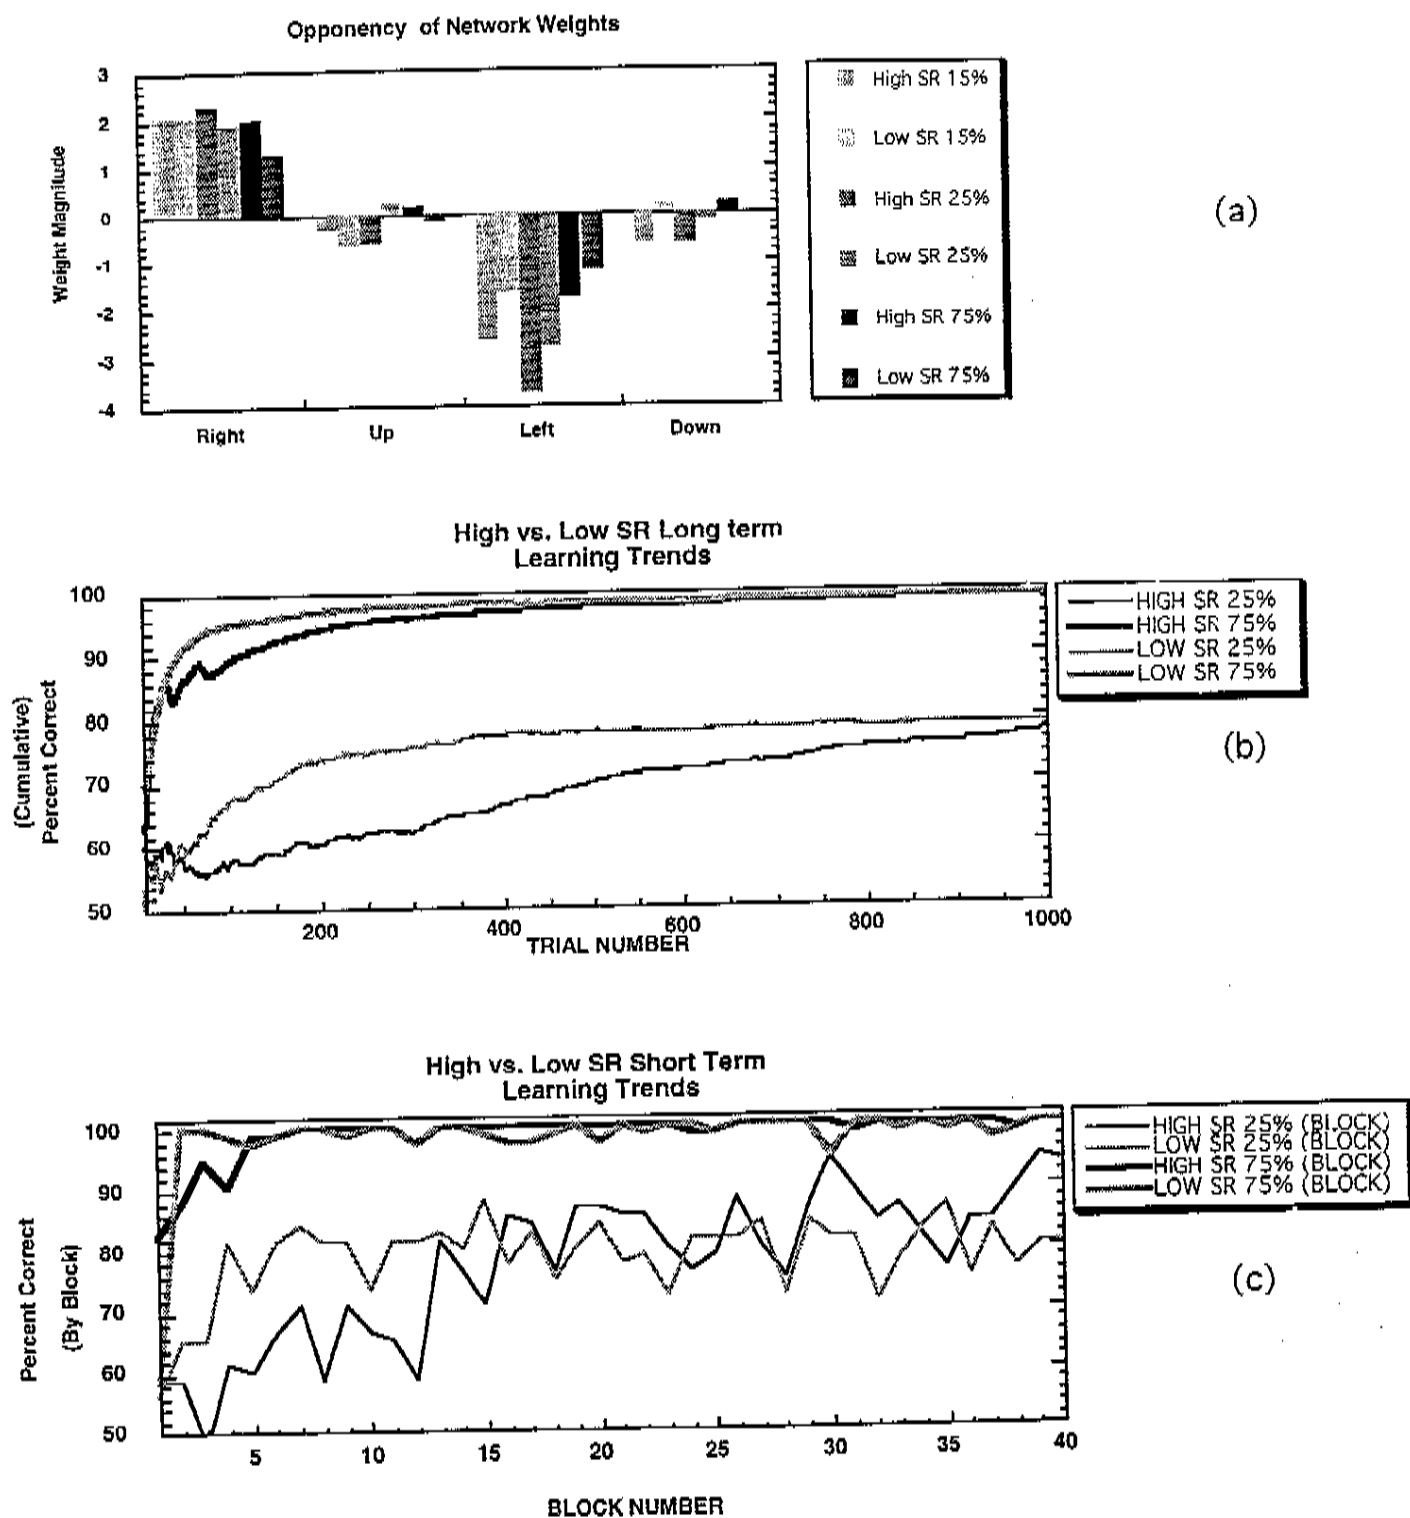 Opponency of Network Weights
3
2
1
0
-1
-2
-3
-4
Weight Magnitude
Right
Up
Left
Down
High SR 15%
Low SR 15%
High SR 25%
Low SR 25%
High SR 75%
Low SR 75%
(a)
High vs. Low SR Long term
Learning Trends
100
90
80
70
60
50
(Cumulative)
Percent Correct
200
400
600
800
1000
TRIAL NUMBER
HIGH SR 25%
HIGH SR 75%
LOW SR 25%
LOW SR 75%
(b)
High vs. Low SR Short Term
Learning Trends
100
90
80
70
60
50
Percent Correct
(By Block)
5
10
15
20
25
30
35
40
BLOCK NUMBER
HIGH SR 25% (BLOCK)
LOW SR 25% (BLOCK)
HIGH SR 75% (BLOCK)
LOW SR 75% (BLOCK)
(c)